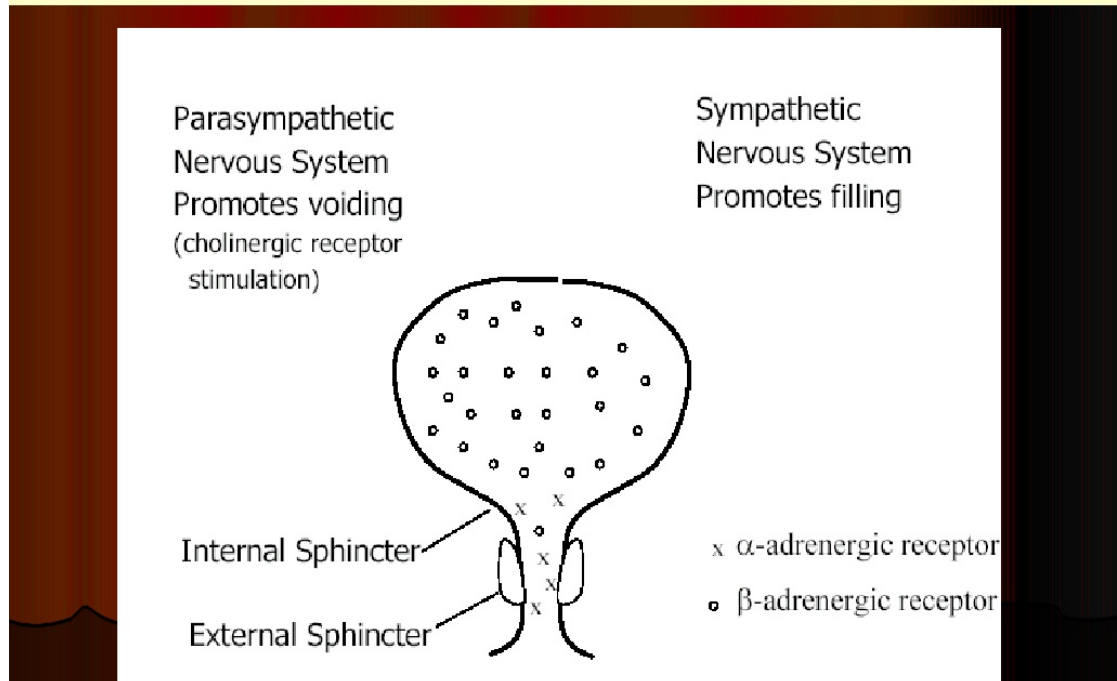 Parasympathetic
Nervous System
Promotes voiding
(cholinergic receptor
stimulation)
Sympathetic
Nervous System
Promotes filling
Internal Sphincter
External Sphincter
x α-adrenergic receptor
o β-adrenergic receptor
x x
x
x
x